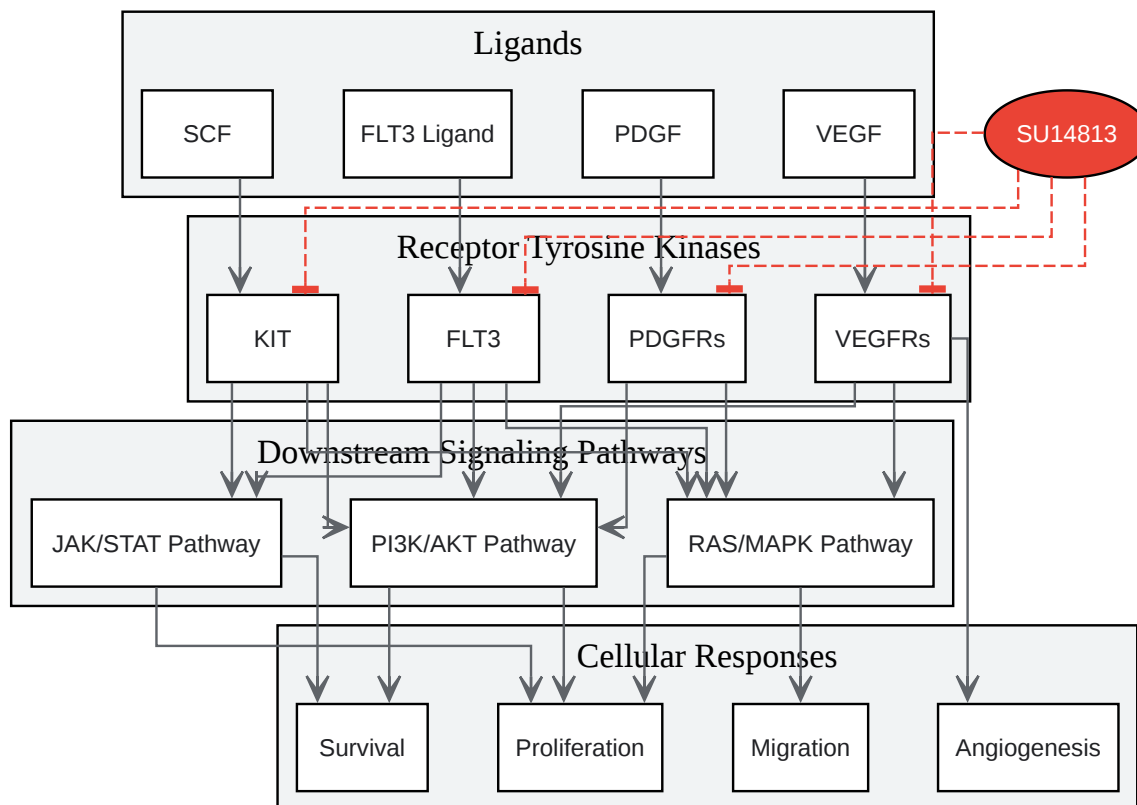 Ligands
SCF
FLT3 Ligand
PDGF
VEGF
SU14813
Receptor Tyrosine Kinases
KIT
FLT3
PDGFRs
VEGFRs
Downstream Signaling Pathways
JAK/STAT Pathway
PI3K/AKT Pathway
RAS/MAPK Pathway
Cellular Responses
Survival
Proliferation
Migration
Angiogenesis